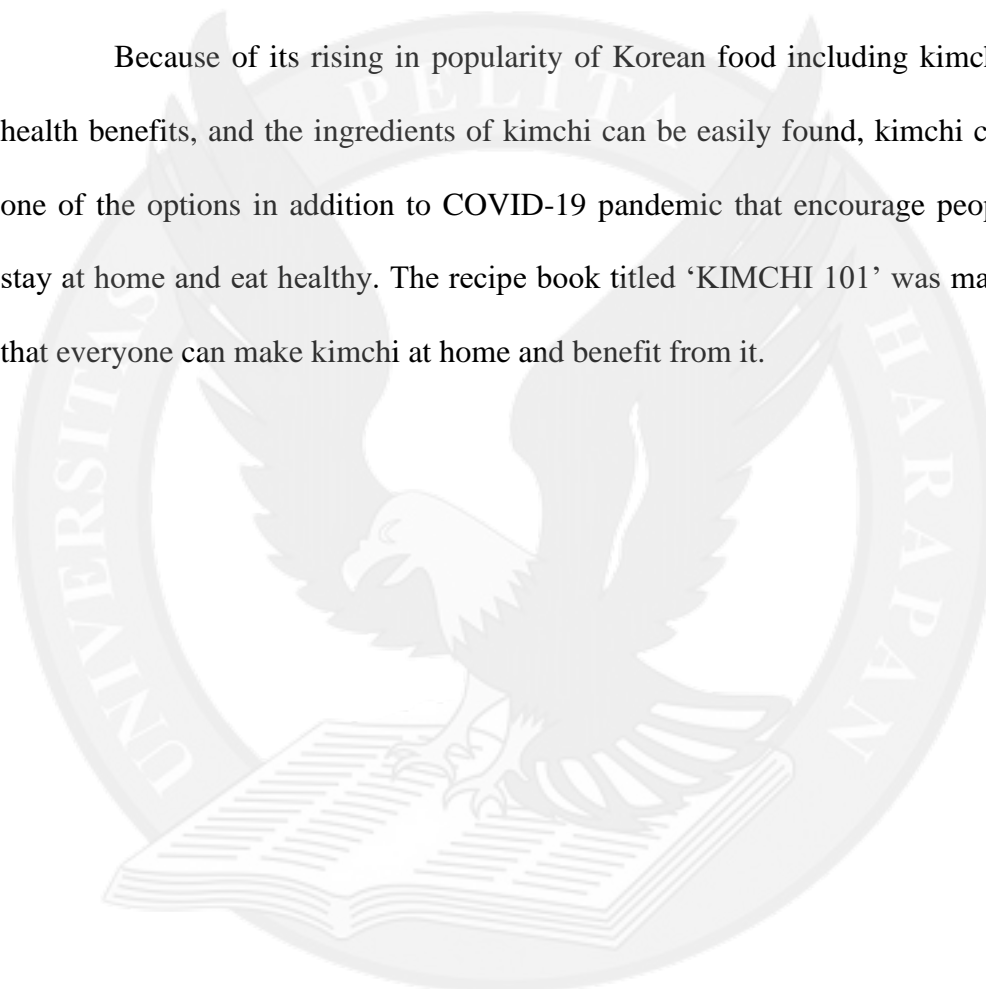 Because of its rising in popularity of Korean food including kimch
health benefits, and the ingredients of kimchi can be easily found, kimchi c
one of the options in addition to COVID-19 pandemic that encourage peop
stay at home and eat healthy. The recipe book titled ‘KIMCHI 101’ was ma
that everyone can make kimchi at home and benefit from it.
UNIVERSITAS PELITA HARAPAN